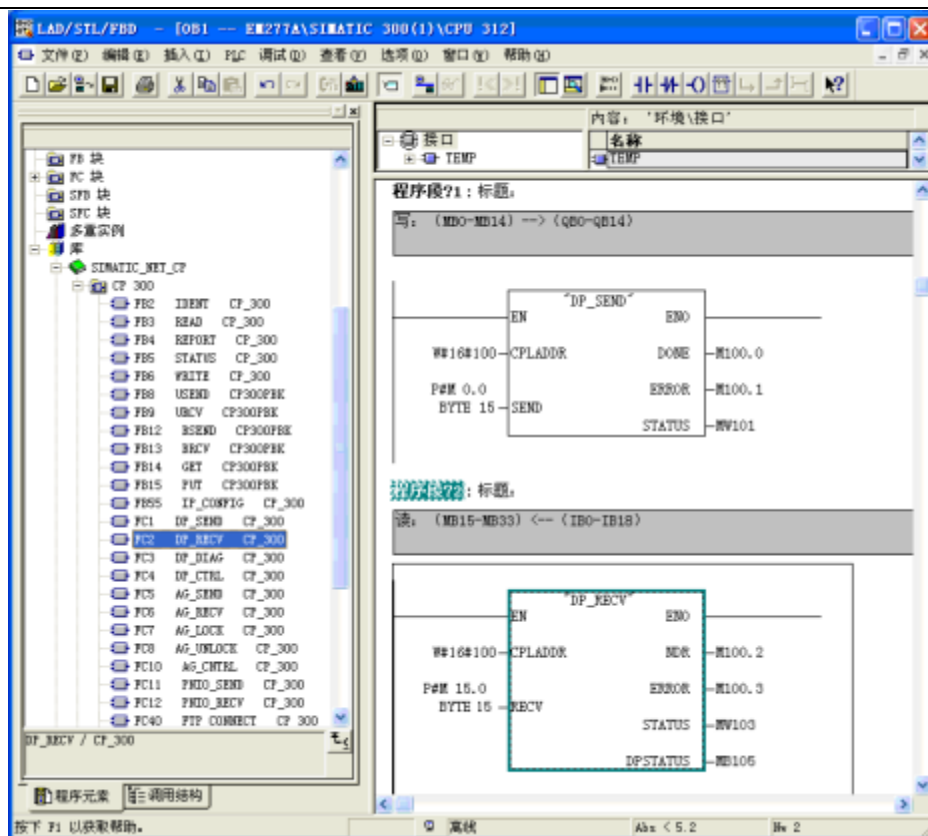 LAD/STL/FBD - [OB1 -- EM277A\SIMATIC 300(1)\CPU 312]
文件(F) 编辑(E) 插入(I) PLC 调试(D) 查看(V) 选项(O) 窗口(W) 帮助(H)
内容: '环境\接口'
接口
TEMP
名称
TEMP
FB 块
FC 块
SFB 块
SFC 块
多重实例
库
SIMATIC_NET_CP
CP 300
FB2 IDENT CP_300
FB3 READ CP_300
FB4 REPORT CP_300
FB5 STATUS CP_300
FB6 WRITE CP_300
FB8 USEND CP300PBK
FB9 URCV CP300PBK
FB12 BSEND CP300PBK
FB13 BRCV CP300PBK
FB14 GET CP300PBK
FB15 PUT CP300PBK
FB55 IP_CONFIG CP_300
FC1 DP_SEND CP_300
FC2 DP_RECV CP_300
FC3 DP_DIAG CP_300
FC4 DP_CTRL CP_300
FC5 AG_SEND CP_300
FC6 AG_RECV CP_300
FC7 AG_LOCK CP_300
FC8 AG_UNLOCK CP_300
FC10 AG_CNTRL CP_300
FC11 PNIO_SEND CP_300
FC12 PNIO_RECV CP_300
FC40 FTP CONNECT CP 300
DP_RECV / CP_300
程序元素 调用结构
程序段?1:标题:
写: (MB0-MB14) --> (QB0-QB14)
"DP_SEND"
EN ENO
W#16#100 CPLADDR DONE M100.0
P#M 0.0
BYTE 15 SEND
ERROR M100.1
STATUS MW101
程序段?2:标题:
读: (MB15-MB33) <-- (IB0-IB18)
"DP_RECV"
EN ENO
W#16#100 CPLADDR NDR M100.2
P#M 15.0
BYTE 15 RECV
ERROR M100.3
STATUS MW103
DPSTATUS MB105
按下 F1 以获取帮助。 离线 Abs < 5.2 Nw 2